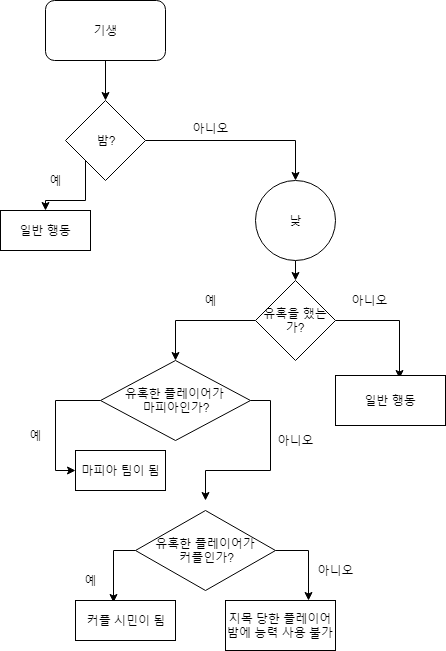 기생
밤?
아니오
예
일반 행동
낮
유혹을 했는
가?
예
아니오
유혹한 플레이어가
마피아인가?
일반 행동
예
아니오
마피아 팀이 됨
유혹한 플레이어가
커플인가?
예
아니오
커플 시민이 됨
지목 당한 플레이어
밤에 능력 사용 불가